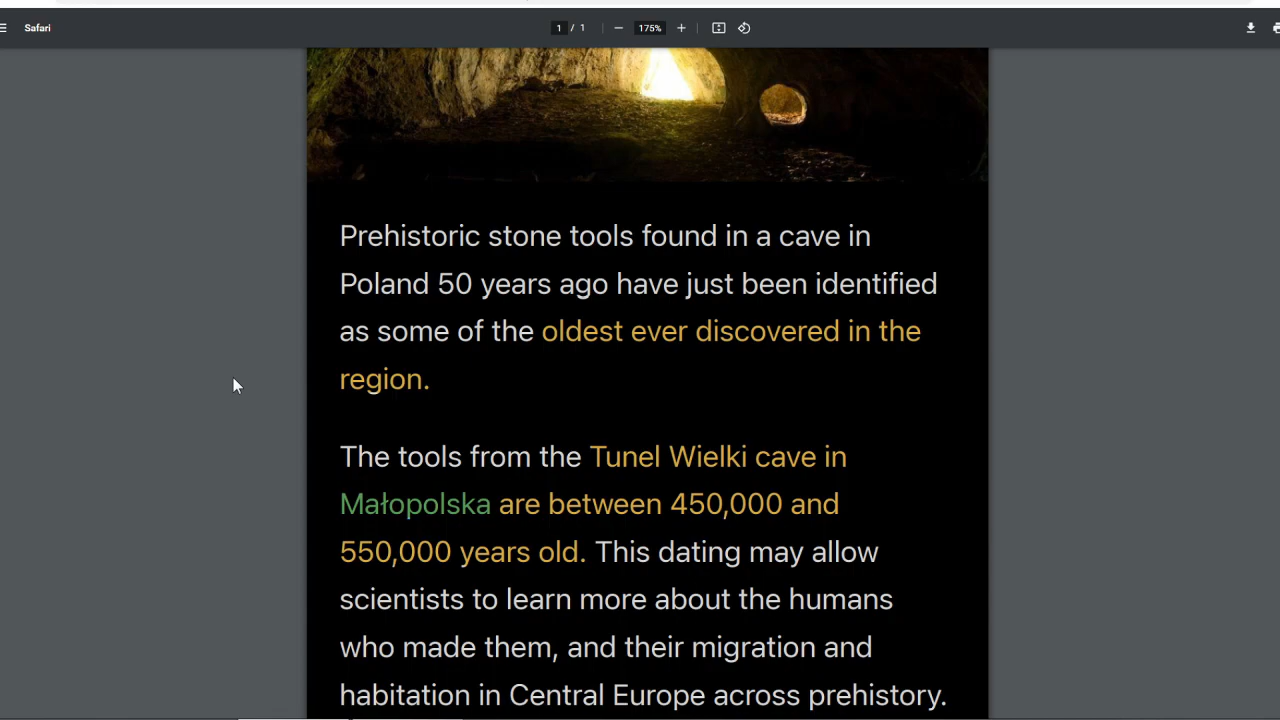 Safari
1 / 1
175%
Prehistoric stone tools found in a cave in
Poland 50 years ago have just been identified
as some of the oldest ever discovered in the
region.
The tools from the Tunel Wielki cave in
Małopolska are between 450,000 and
550,000 years old. This dating may allow
scientists to learn more about the humans
who made them, and their migration and
habitation in Central Europe across prehistory.